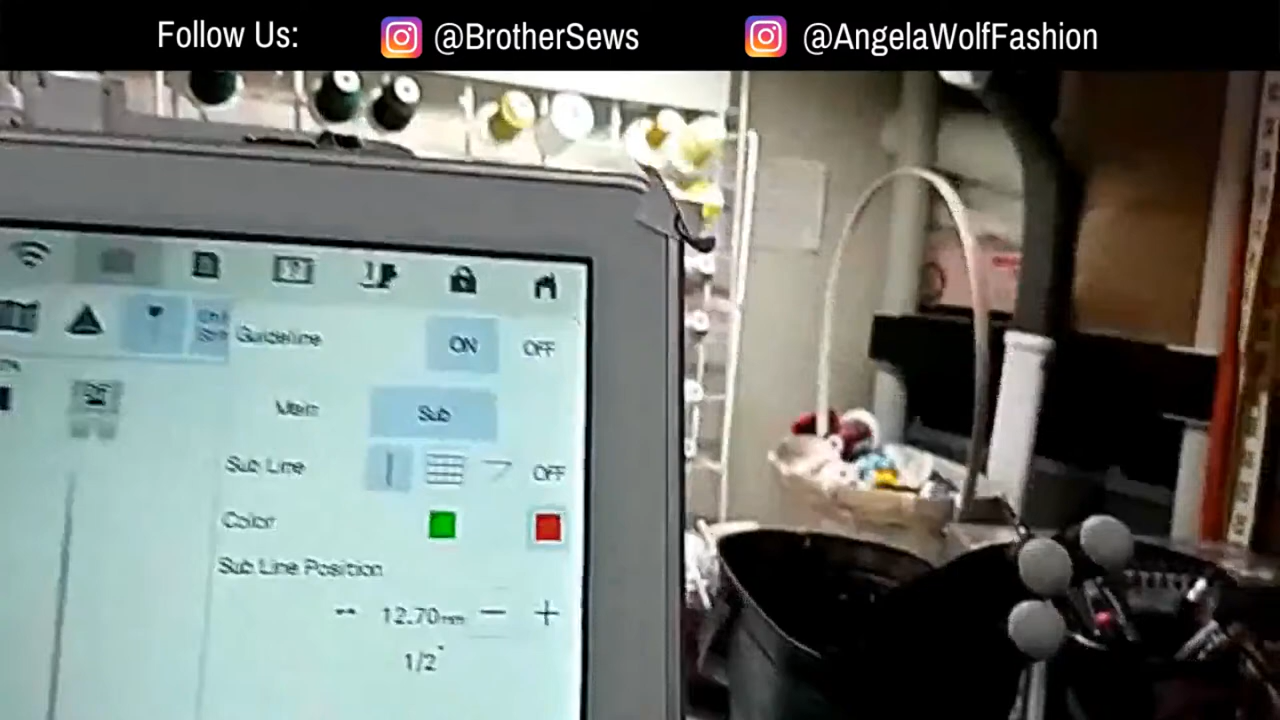 Follow Us: @BrotherSews @AngelaWolfFashion
Guideline ON OFF
Main Sub
Sub Line OFF
Color
Sub Line Position
12.70mm − +
1/2"